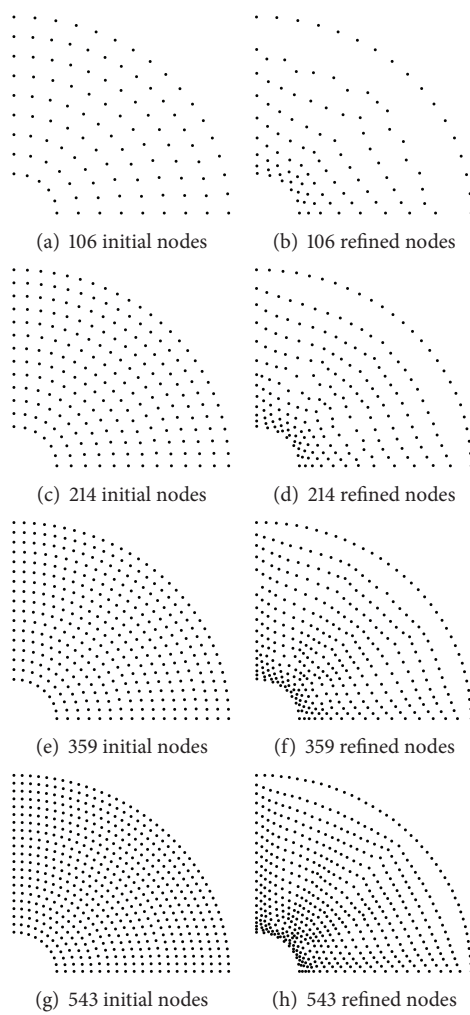 (a) 106 initial nodes
(b) 106 refined nodes
(c) 214 initial nodes
(d) 214 refined nodes
(e) 359 initial nodes
(f) 359 refined nodes
(g) 543 initial nodes
(h) 543 refined nodes